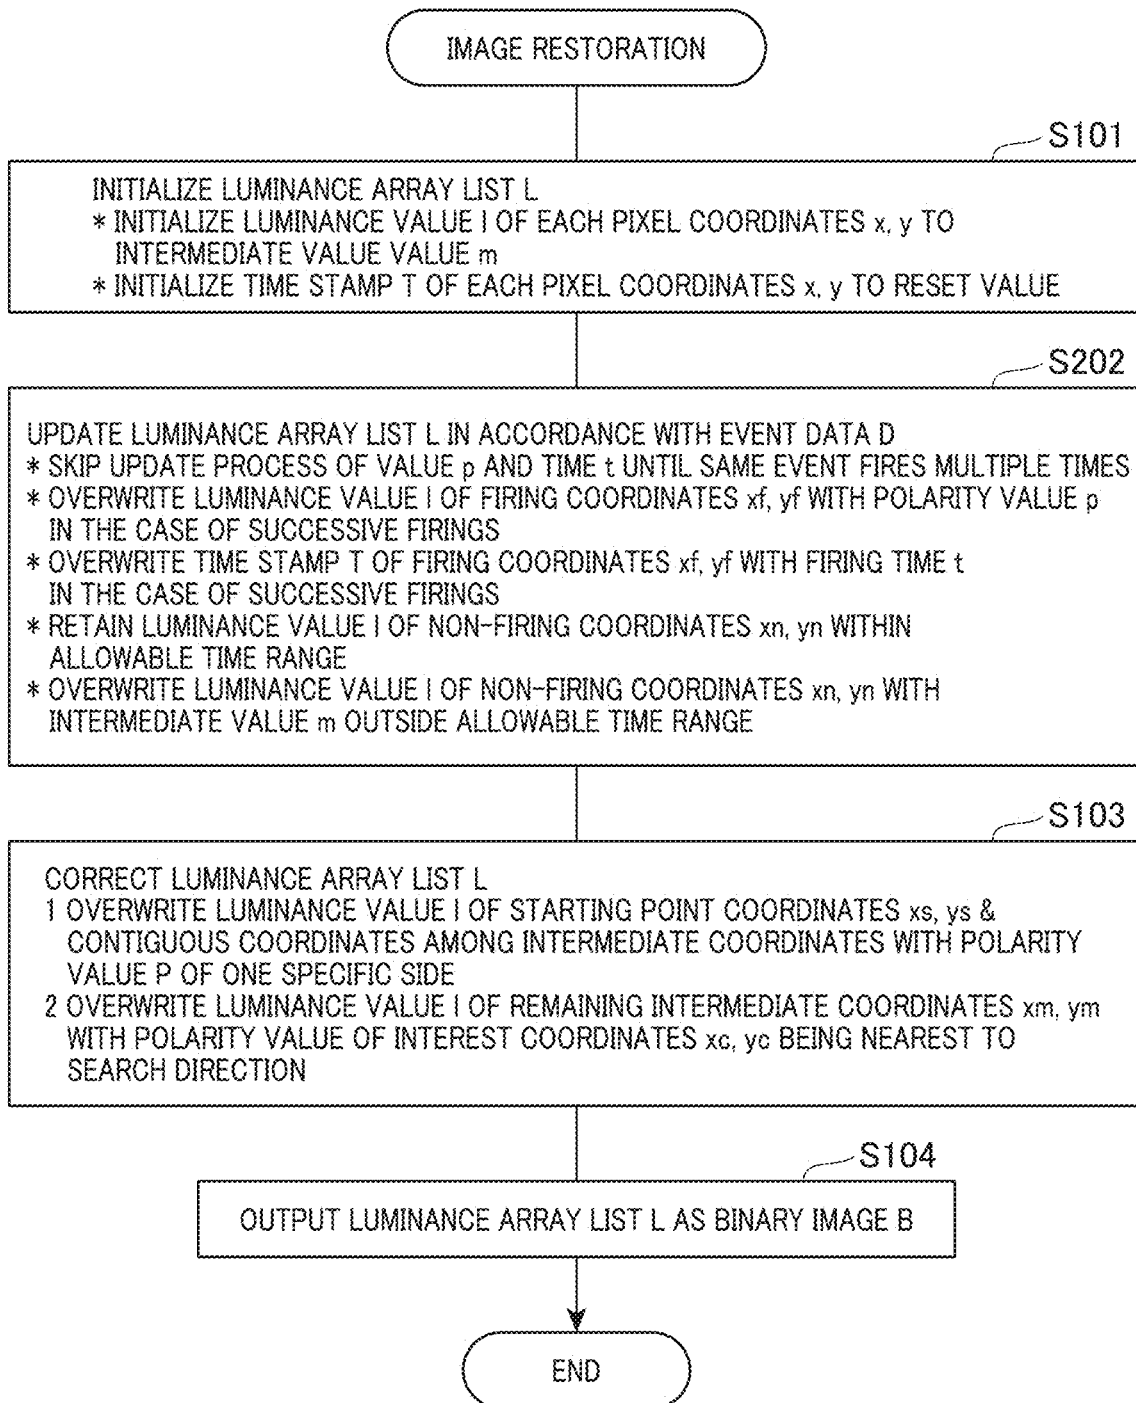 IMAGE RESTORATION
S101
INITIALIZE LUMINANCE ARRAY LIST L
* INITIALIZE LUMINANCE VALUE l OF EACH PIXEL COORDINATES x, y TO
INTERMEDIATE VALUE VALUE m
* INITIALIZE TIME STAMP T OF EACH PIXEL COORDINATES x, y TO RESET VALUE
S202
UPDATE LUMINANCE ARRAY LIST L IN ACCORDANCE WITH EVENT DATA D
* SKIP UPDATE PROCESS OF VALUE p AND TIME t UNTIL SAME EVENT FIRES MULTIPLE TIMES
* OVERWRITE LUMINANCE VALUE l OF FIRING COORDINATES xf, yf WITH POLARITY VALUE p
IN THE CASE OF SUCCESSIVE FIRINGS
* OVERWRITE TIME STAMP T OF FIRING COORDINATES xf, yf WITH FIRING TIME t
IN THE CASE OF SUCCESSIVE FIRINGS
* RETAIN LUMINANCE VALUE l OF NON-FIRING COORDINATES xn, yn WITHIN
ALLOWABLE TIME RANGE
* OVERWRITE LUMINANCE VALUE l OF NON-FIRING COORDINATES xn, yn WITH
INTERMEDIATE VALUE m OUTSIDE ALLOWABLE TIME RANGE
S103
CORRECT LUMINANCE ARRAY LIST L
1 OVERWRITE LUMINANCE VALUE l OF STARTING POINT COORDINATES xs, ys &
CONTIGUOUS COORDINATES AMONG INTERMEDIATE COORDINATES WITH POLARITY
VALUE P OF ONE SPECIFIC SIDE
2 OVERWRITE LUMINANCE VALUE l OF REMAINING INTERMEDIATE COORDINATES xm, ym
WITH POLARITY VALUE OF INTEREST COORDINATES xc, yc BEING NEAREST TO
SEARCH DIRECTION
S104
OUTPUT LUMINANCE ARRAY LIST L AS BINARY IMAGE B
END